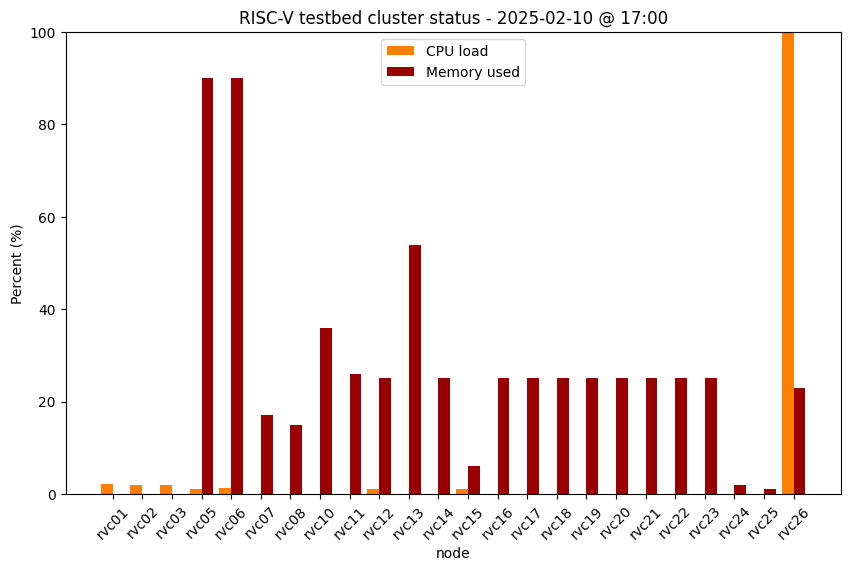 RISC-V testbed cluster status - 2025-02-10 @ 17:00
CPU load
Memory used
Percent (%)
100
80
60
40
20
0
rvc01 rvc02 rvc03 rvc05 rvc06 rvc07 rvc08 rvc10 rvc11 rvc12 rvc13 rvc14 rvc15 rvc16 rvc17 rvc18 rvc19 rvc20 rvc21 rvc22 rvc23 rvc24 rvc25 rvc26
node